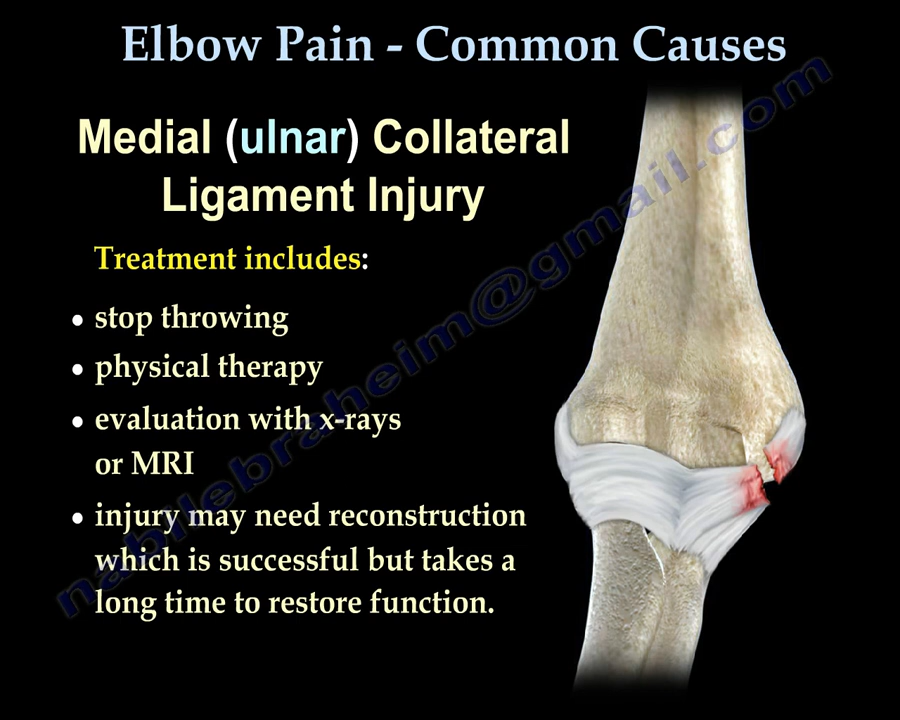 Elbow Pain - Common Causes
Medial (ulnar) Collateral
Ligament Injury
Treatment includes:
• stop throwing
• physical therapy
• evaluation with x-rays
or MRI
• injury may need reconstruction
which is successful but takes a
long time to restore function.
nabilebraheim@gmail.com